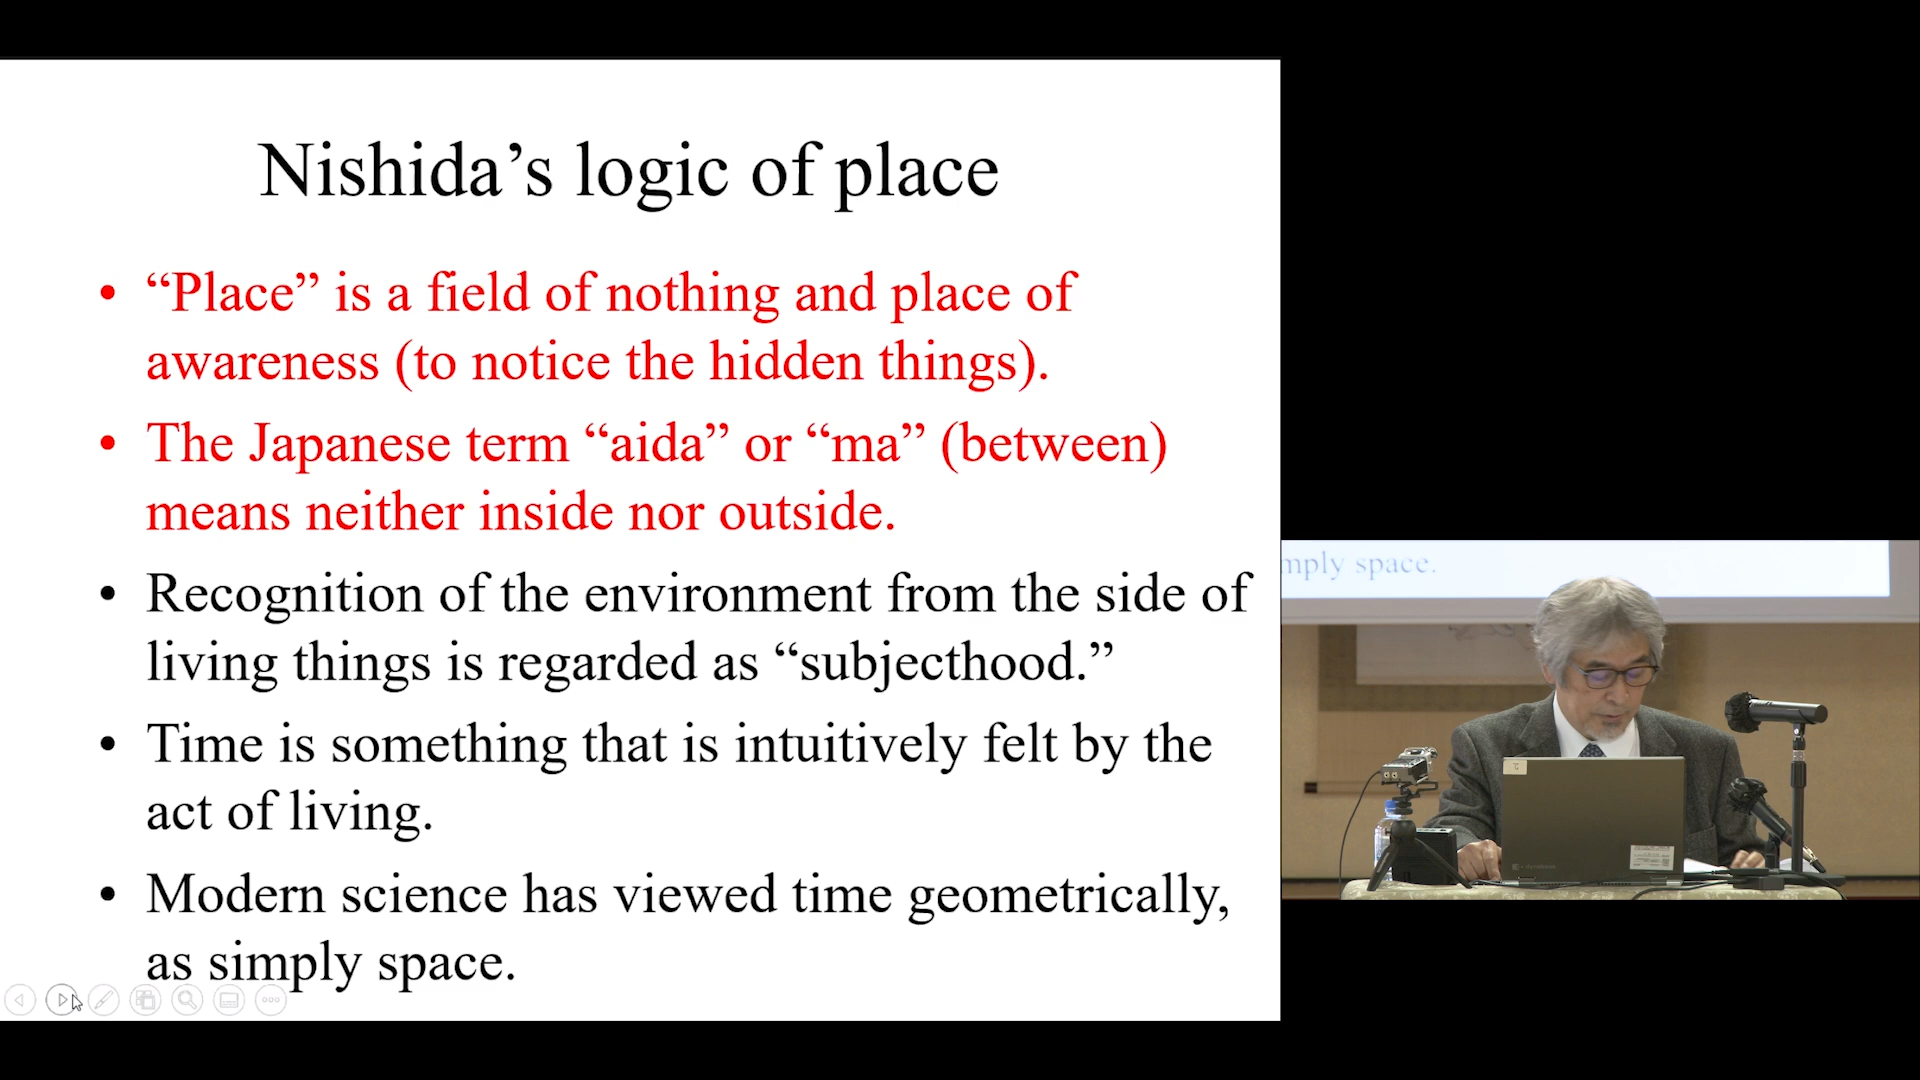 Nishida’s logic of place
• “Place” is a field of nothing and place of
awareness (to notice the hidden things).
• The Japanese term “aida” or “ma” (between)
means neither inside nor outside.
• Recognition of the environment from the side of
living things is regarded as “subjecthood.”
• Time is something that is intuitively felt by the
act of living.
• Modern science has viewed time geometrically,
as simply space.
mply space.